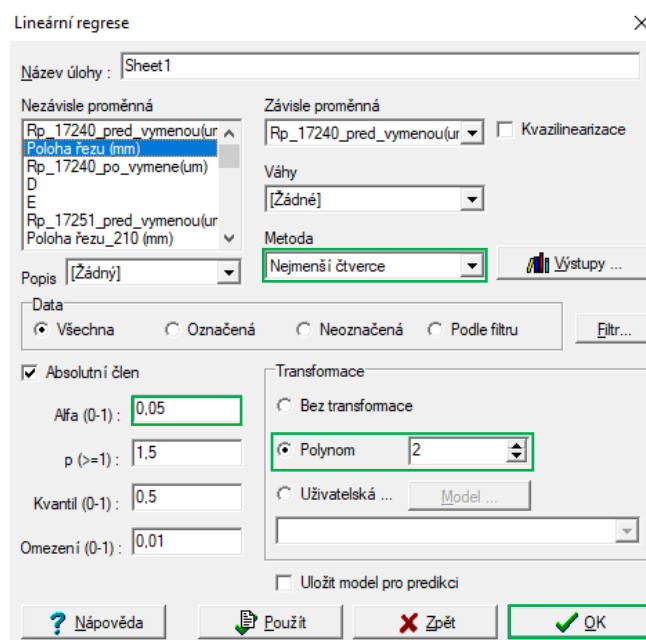 Lineární regrese
Název úlohy : Sheet1
Nezávisle proměnná
Rp_17240_pred_vymenou(um
Poloha řezu (mm)
Rp_17240_po_vymene(um)
D
E
Rp_17251_pred_vymenou(um
Poloha řezu_210 (mm)
Popis [Žádný]
Závisle proměnná
Rp_17240_pred_vymenou(ur
Kvazilinearizace
Váhy
[Žádné]
Metoda
Nejmenší čtverce
Výstupy ...
Data
Všechna Označená Neoznačená Podle filtru
Filtr...
Absolutní člen
Alfa (0-1) : 0,05
p (>=1) : 1,5
Kvantil (0-1) : 0,5
Omezení (0-1) : 0,01
Transformace
Bez transformace
Polynom 2
Uživatelská ... Model ...
Uložit model pro predikci
Nápověda Použít Zpět OK